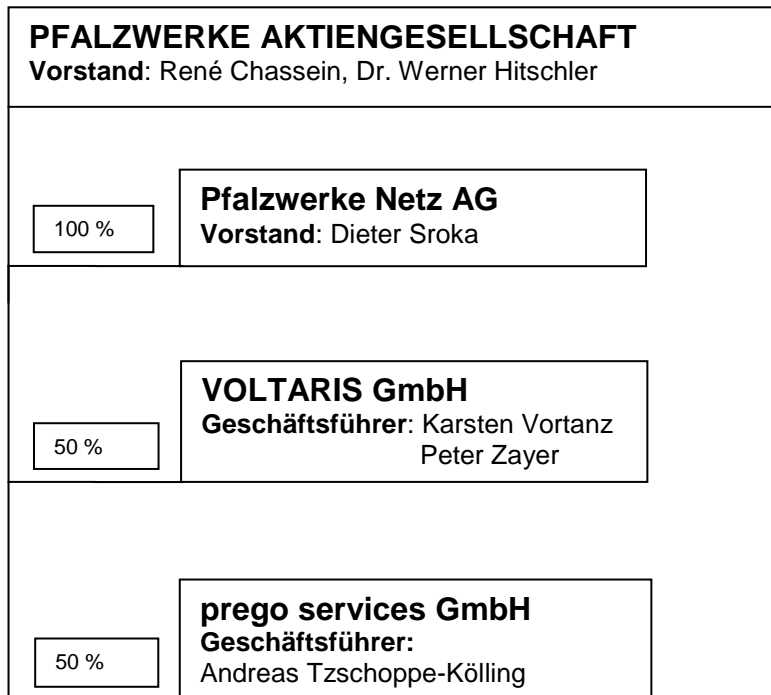 PFALZWERKE AKTIENGESELLSCHAFT
Vorstand: René Chassein, Dr. Werner Hitschler
Pfalzwerke Netz AG
100 %
Vorstand: Dieter Sroka
VOLTARIS GmbH
Geschäftsführer: Karsten Vortanz
50 %
Peter Zayer
prego services GmbH
Geschäftsführer:
50 %
Andreas Tzschoppe-Kölling